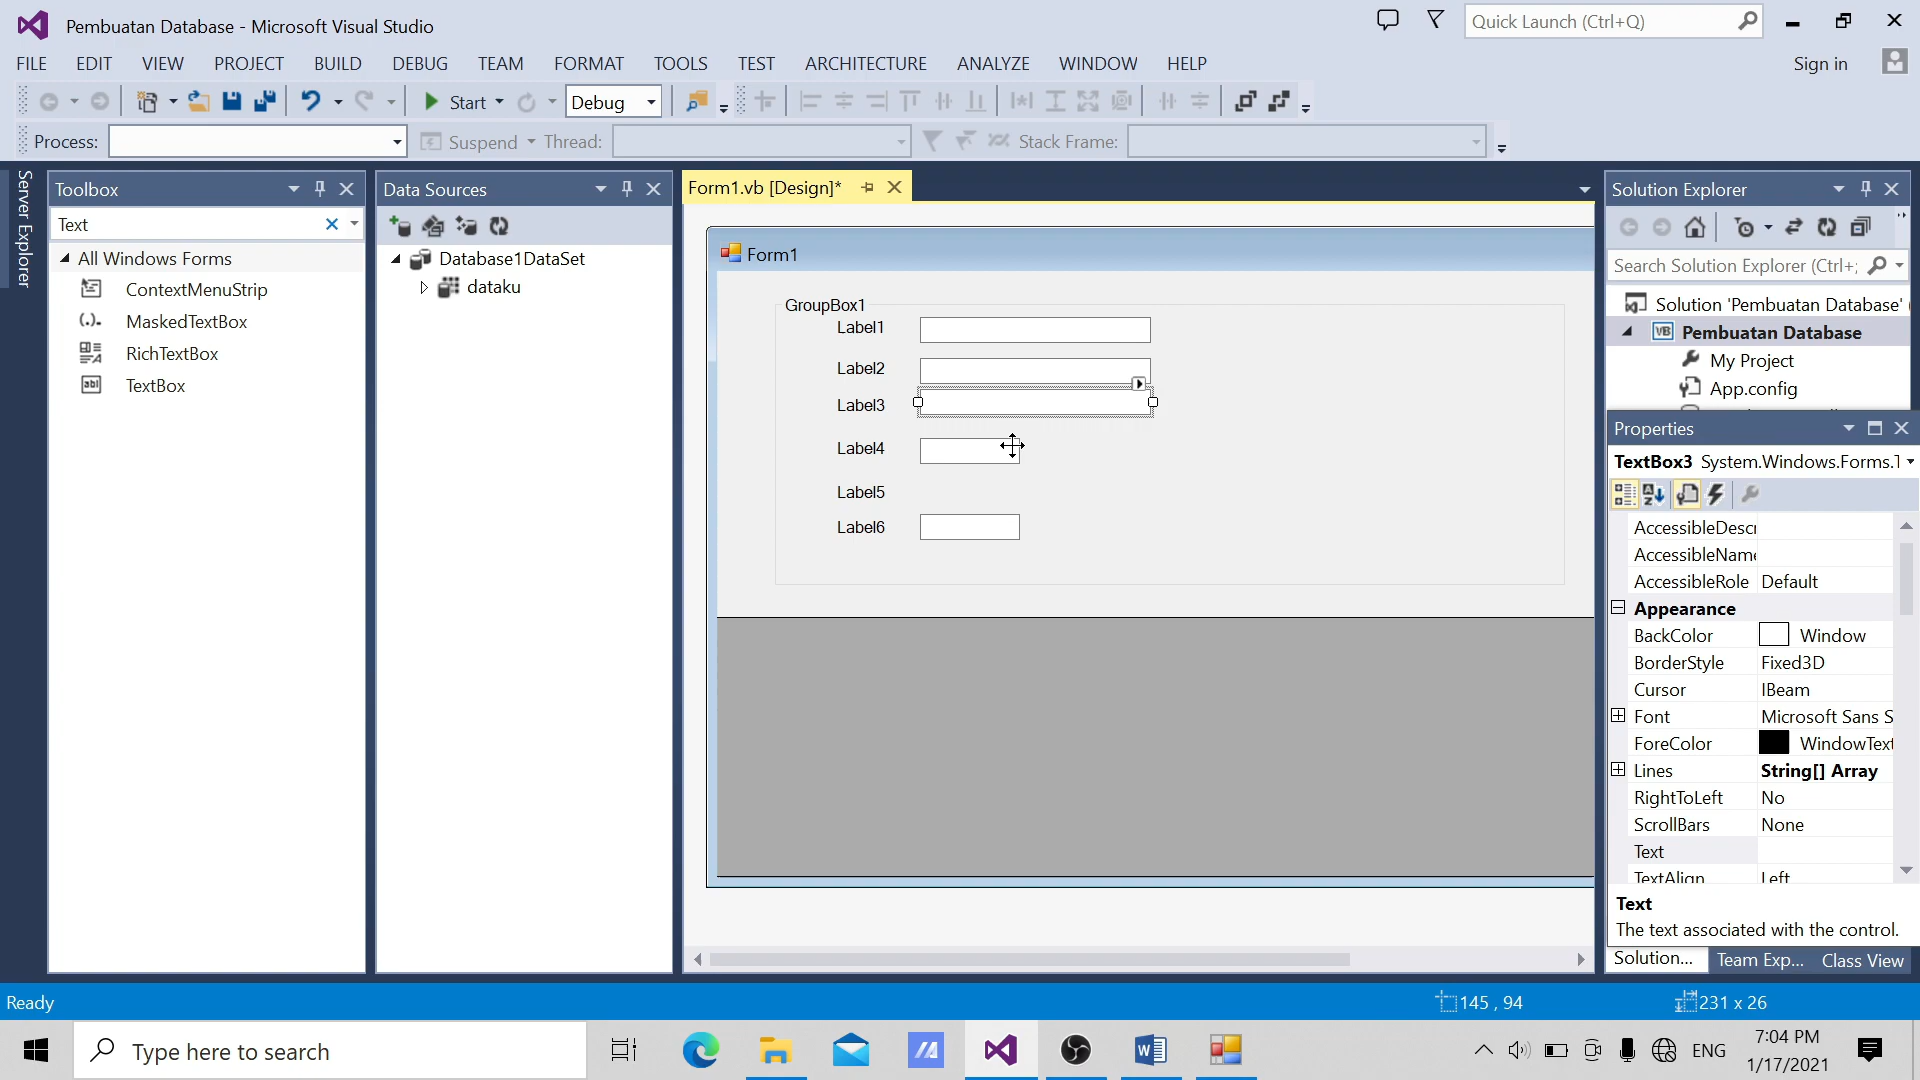 Pembuatan Database - Microsoft Visual Studio
Quick Launch (Ctrl+Q)
FILE EDIT VIEW PROJECT BUILD DEBUG TEAM FORMAT TOOLS TEST ARCHITECTURE ANALYZE WINDOW HELP
Sign in
Start Debug
Process: Suspend Thread: Stack Frame:
Server Explorer
Toolbox
Text
All Windows Forms
ContextMenuStrip
MaskedTextBox
RichTextBox
TextBox
Data Sources
Database1DataSet
dataku
Form1.vb [Design]*
Form1
GroupBox1
Label1
Label2
Label3
Label4
Label5
Label6
Solution Explorer
Search Solution Explorer (Ctrl+;
Solution 'Pembuatan Database' (
Pembuatan Database
My Project
App.config
Properties
TextBox3 System.Windows.Forms.T
AccessibleDescr
AccessibleName
AccessibleRole Default
Appearance
BackColor Window
BorderStyle Fixed3D
Cursor IBeam
Font Microsoft Sans S
ForeColor WindowText
Lines String[] Array
RightToLeft No
ScrollBars None
Text
TextAlign Left
Text
The text associated with the control.
Solution... Team Exp... Class View
Ready
145 , 94
231 x 26
Type here to search
ENG
7:04 PM
1/17/2021